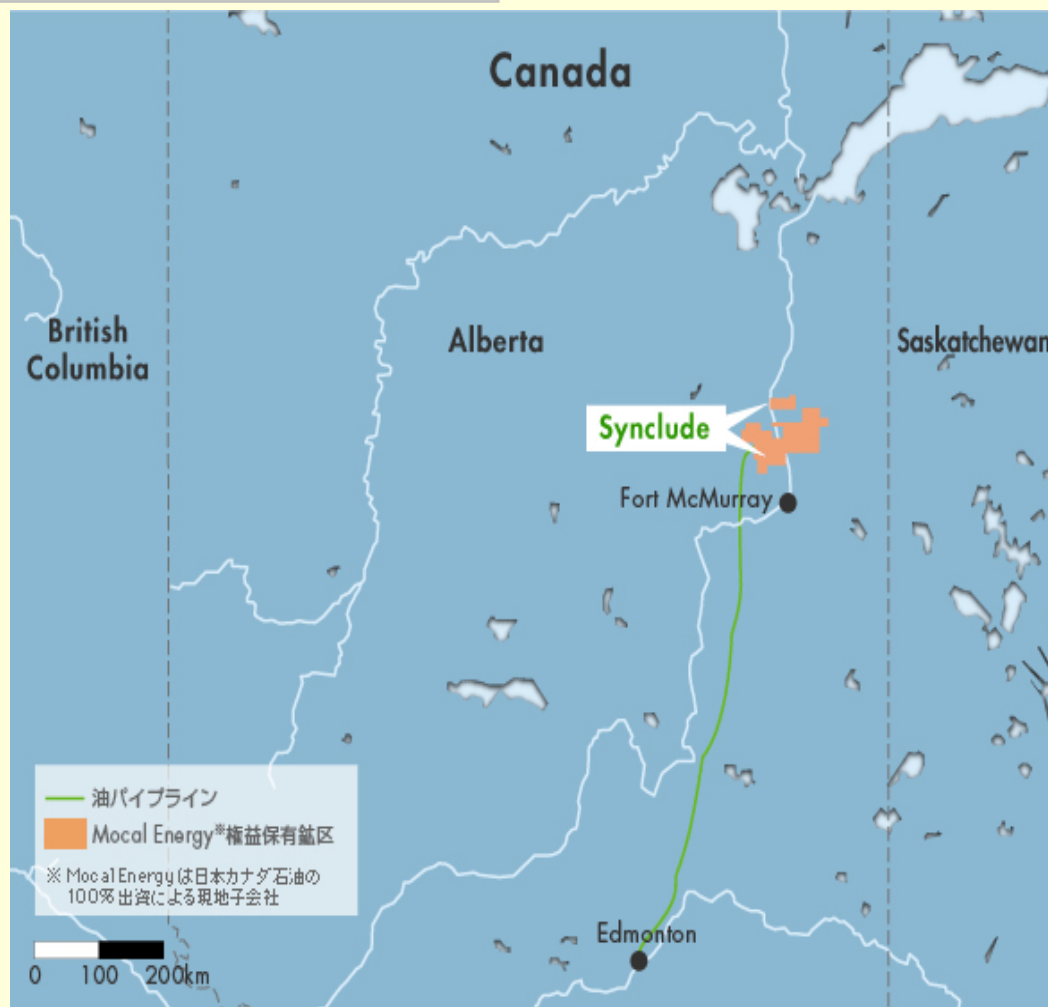 Canada
British
Columbia
Alberta
Saskatchewan
Synclude
Fort McMurray
油パイプライン
Mocal Energy※権益保有鉱区
※ Mocal Energyは日本カナダ石油の
100%出資による現地子会社
Edmonton
0 100 200km